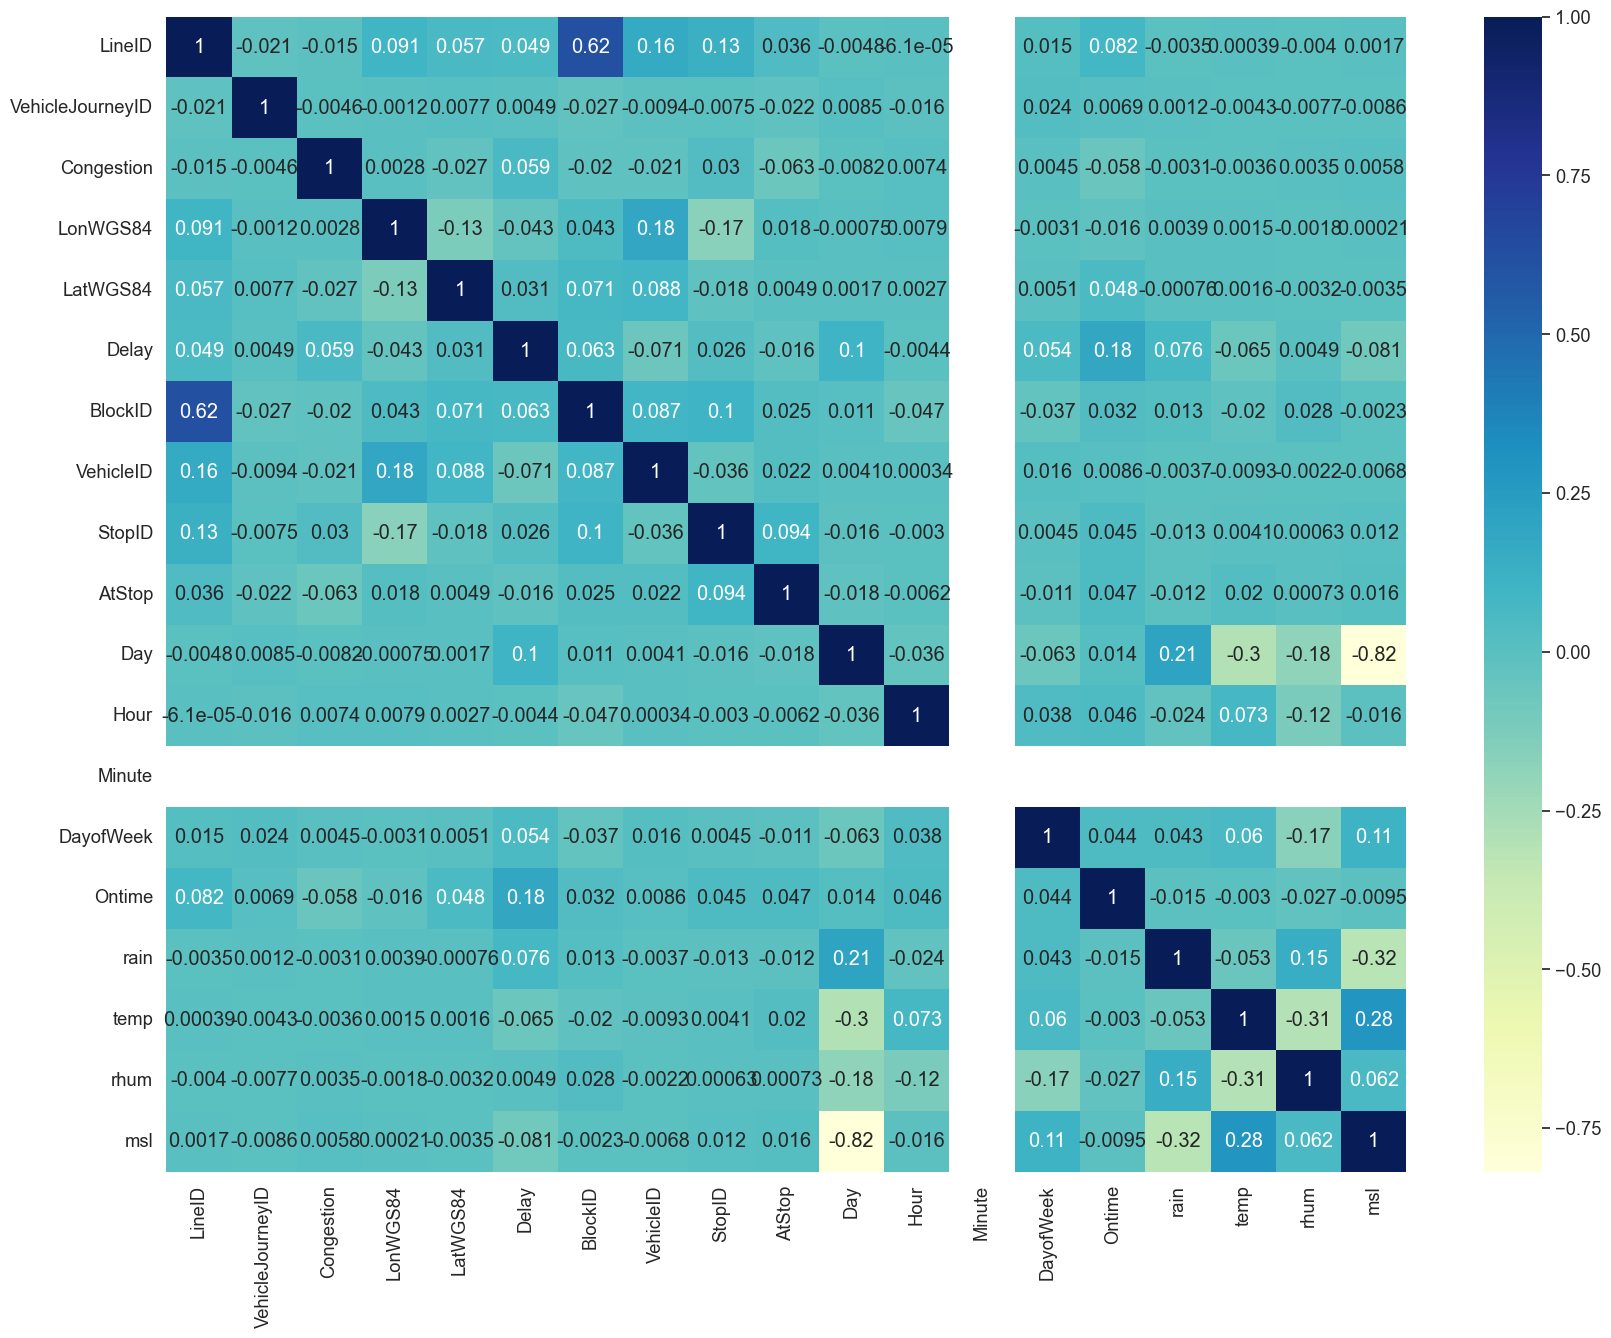 LineID 1 -0.021 -0.015 0.091 0.057 0.049 0.62 0.16 0.13 0.036 -0.0048 -6.1e-05 0.015 0.082 -0.0035 0.00039 -0.004 0.0017
VehicleJourneyID -0.021 1 -0.0046 -0.0012 0.0077 0.0049 -0.027 -0.0094 -0.0075 -0.022 0.0085 -0.016 0.024 0.0069 0.0012 -0.0043 -0.0077 -0.0086
Congestion -0.015 -0.0046 1 0.0028 -0.027 0.059 -0.02 -0.021 0.03 -0.063 -0.0082 0.0074 0.0045 -0.058 -0.0031 -0.0036 0.0035 0.0058
LonWGS84 0.091 -0.0012 0.0028 1 -0.13 -0.043 0.043 0.18 -0.17 0.018 -0.00075 0.0079 -0.0031 -0.016 0.0039 0.0015 -0.0018 0.00021
LatWGS84 0.057 0.0077 -0.027 -0.13 1 0.031 0.071 0.088 -0.018 0.0049 0.0017 0.0027 0.0051 0.048 -0.00076 0.0016 -0.0032 -0.0035
Delay 0.049 0.0049 0.059 -0.043 0.031 1 0.063 -0.071 0.026 -0.016 0.1 -0.0044 0.054 0.18 0.076 -0.065 0.0049 -0.081
BlockID 0.62 -0.027 -0.02 0.043 0.071 0.063 1 0.087 0.1 0.025 0.011 -0.047 -0.037 0.032 0.013 -0.02 0.028 -0.0023
VehicleID 0.16 -0.0094 -0.021 0.18 0.088 -0.071 0.087 1 -0.036 0.022 0.0041 0.00034 0.016 0.0086 -0.0037 -0.0093 -0.0022 -0.0068
StopID 0.13 -0.0075 0.03 -0.17 -0.018 0.026 0.1 -0.036 1 0.094 -0.016 -0.003 0.0045 0.045 -0.013 0.0041 0.00063 0.012
AtStop 0.036 -0.022 -0.063 0.018 0.0049 -0.016 0.025 0.022 0.094 1 -0.018 -0.0062 -0.011 0.047 -0.012 0.02 0.00073 0.016
Day -0.0048 0.0085 -0.0082 -0.00075 0.0017 0.1 0.011 0.0041 -0.016 -0.018 1 -0.036 -0.063 0.014 0.21 -0.3 -0.18 -0.82
Hour -6.1e-05 -0.016 0.0074 0.0079 0.0027 -0.0044 -0.047 0.00034 -0.003 -0.0062 -0.036 1 0.038 0.046 -0.024 0.073 -0.12 -0.016
Minute
DayofWeek 0.015 0.024 0.0045 -0.0031 0.0051 0.054 -0.037 0.016 0.0045 -0.011 -0.063 0.038 1 0.044 0.043 0.06 -0.17 0.11
Ontime 0.082 0.0069 -0.058 -0.016 0.048 0.18 0.032 0.0086 0.045 0.047 0.014 0.046 0.044 1 -0.015 -0.003 -0.027 -0.0095
rain -0.0035 0.0012 -0.0031 0.0039 -0.00076 0.076 0.013 -0.0037 -0.013 -0.012 0.21 -0.024 0.043 -0.015 1 -0.053 0.15 -0.32
temp 0.00039 -0.0043 -0.0036 0.0015 0.0016 -0.065 -0.02 -0.0093 0.0041 0.02 -0.3 0.073 0.06 -0.003 -0.053 1 -0.31 0.28
rhum -0.004 -0.0077 0.0035 -0.0018 -0.0032 0.0049 0.028 -0.0022 0.00063 0.00073 -0.18 -0.12 -0.17 -0.027 0.15 -0.31 1 0.062
msl 0.0017 -0.0086 0.0058 0.00021 -0.0035 -0.081 -0.0023 -0.0068 0.012 0.016 -0.82 -0.016 0.11 -0.0095 -0.32 0.28 0.062 1
LineID VehicleJourneyID Congestion LonWGS84 LatWGS84 Delay BlockID VehicleID StopID AtStop Day Hour Minute DayofWeek Ontime rain temp rhum msl
1.00
0.75
0.50
0.25
0.00
−0.25
−0.50
−0.75